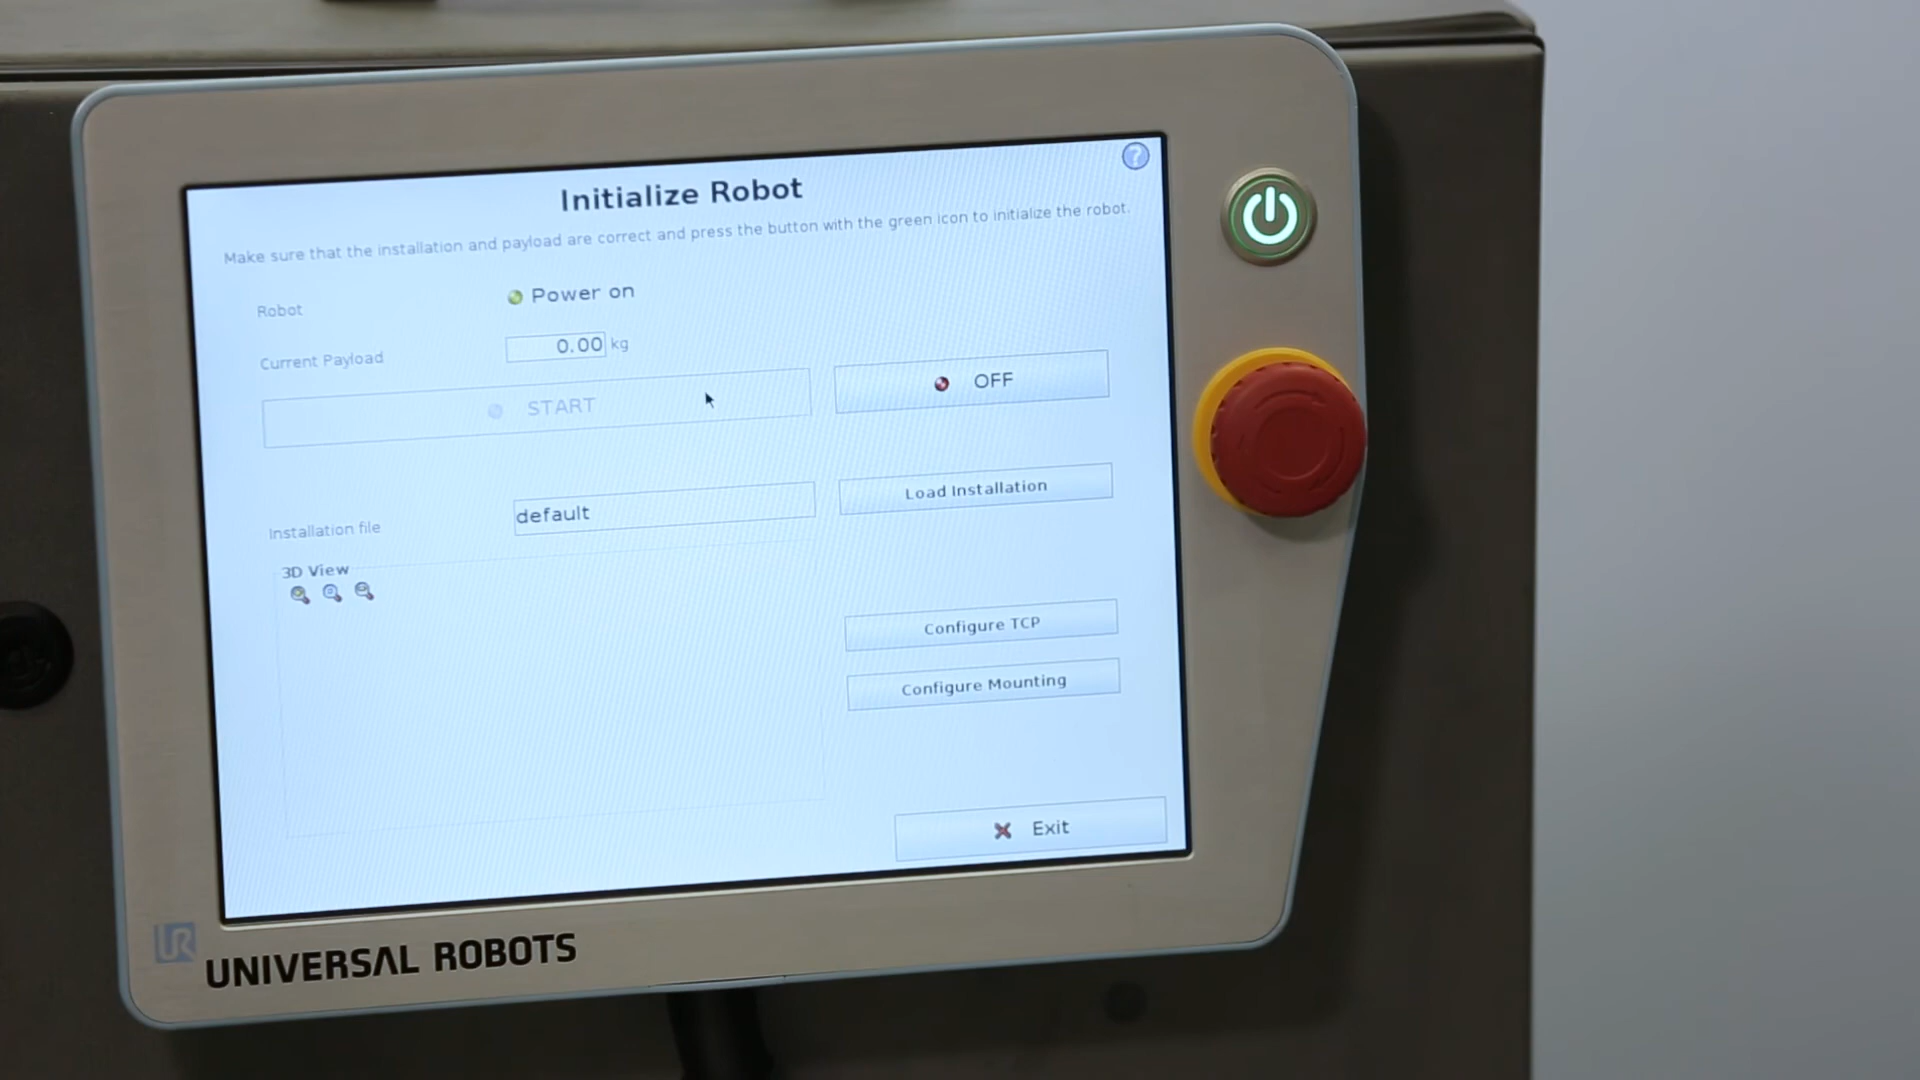 Initialize Robot
?
Make sure that the installation and payload are correct and press the button with the green icon to initialize the robot.
Robot
Power on
Current Payload
0.00 kg
START
OFF
Installation file
default
Load Installation
3D View
Configure TCP
Configure Mounting
Exit
UR
UNIVERSAL ROBOTS